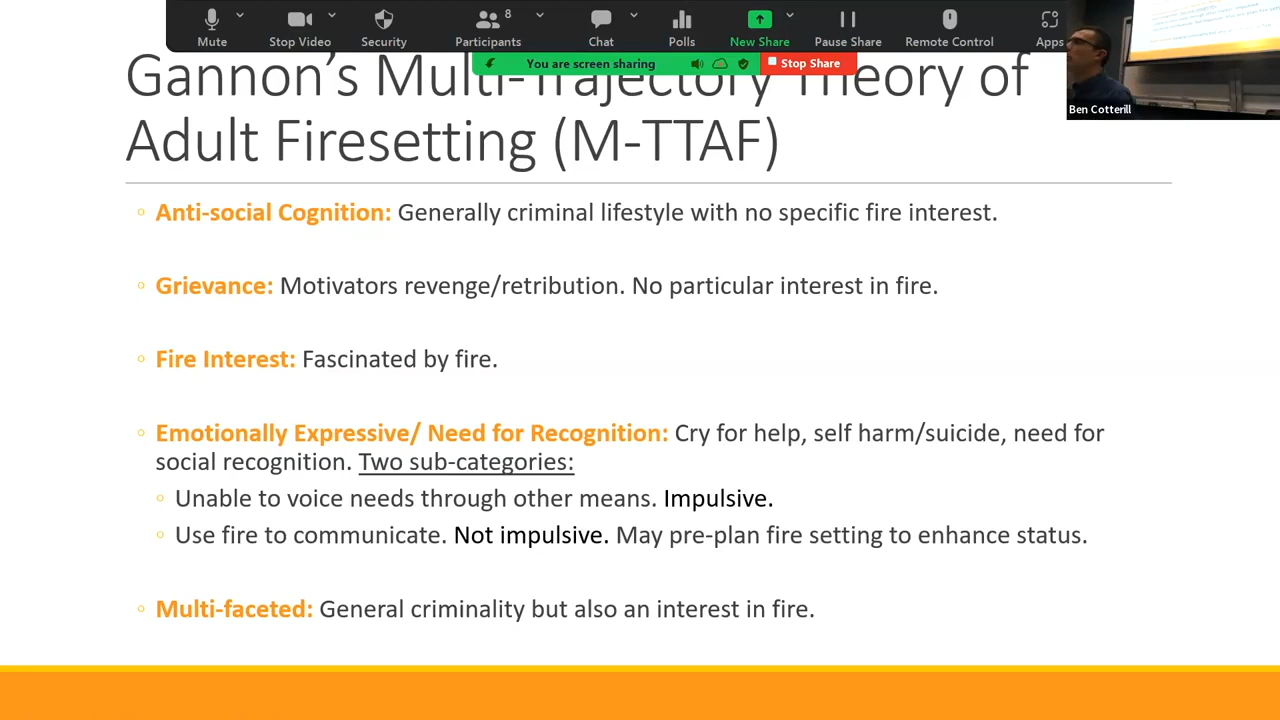 Mute
Stop Video
Security
8
Participants
Chat
Polls
New Share
Pause Share
Remote Control
Apps
You are screen sharing
Stop Share
Ben Cotterill
Gannon's Multi-Trajectory Theory of
Adult Firesetting (M-TTAF)
Anti-social Cognition: Generally criminal lifestyle with no specific fire interest.
Grievance: Motivators revenge/retribution. No particular interest in fire.
Fire Interest: Fascinated by fire.
Emotionally Expressive/ Need for Recognition: Cry for help, self harm/suicide, need for
social recognition. Two sub-categories:
Unable to voice needs through other means. Impulsive.
Use fire to communicate. Not impulsive. May pre-plan fire setting to enhance status.
Multi-faceted: General criminality but also an interest in fire.